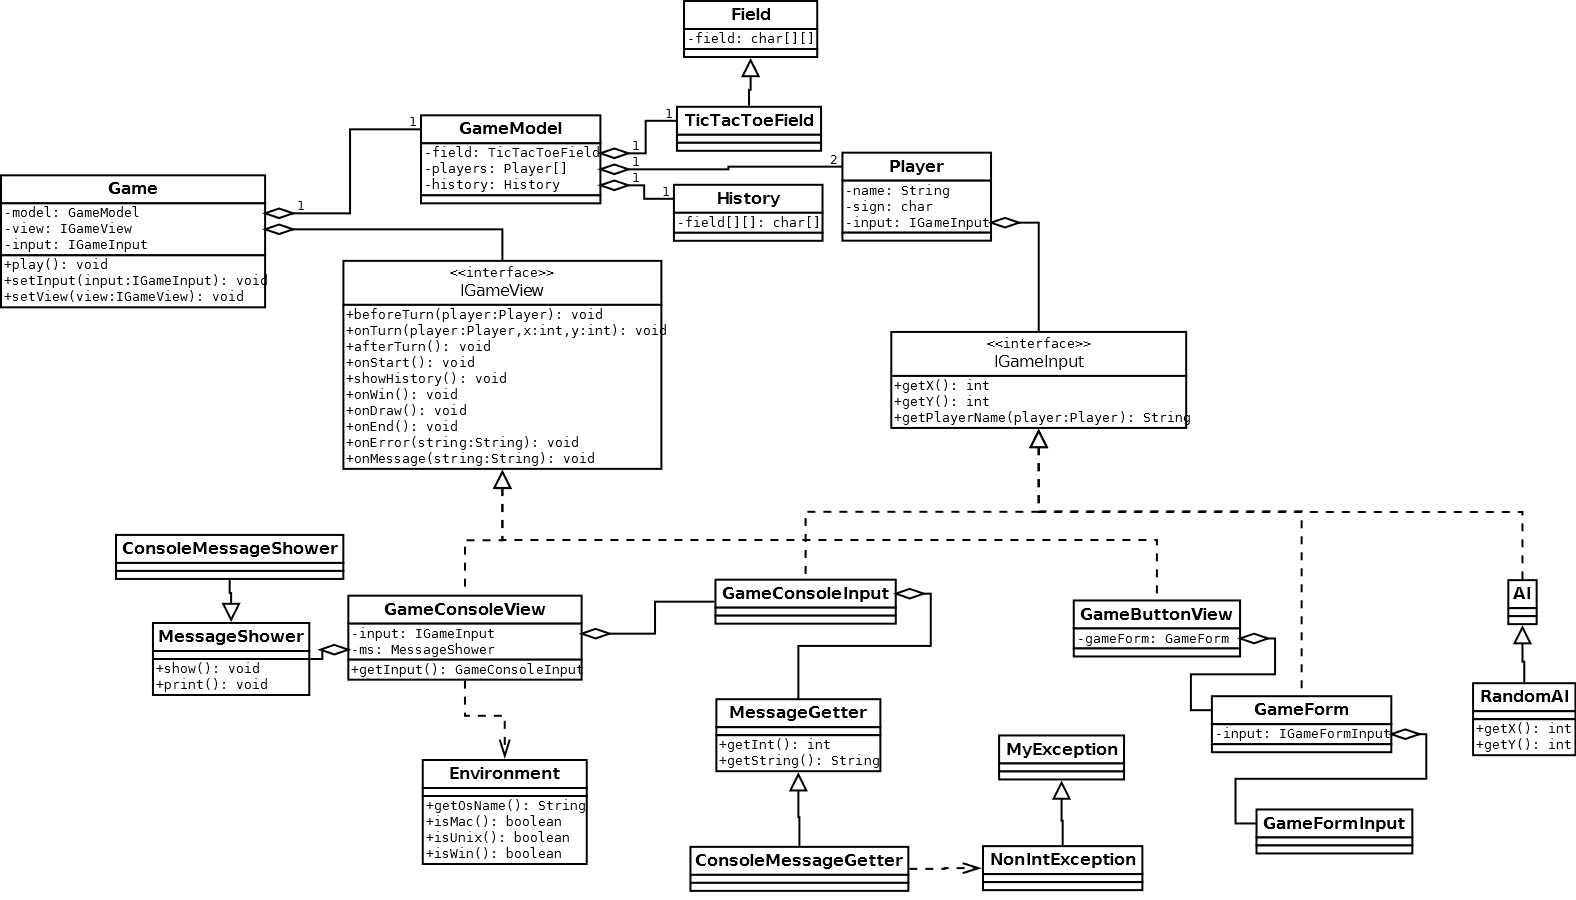 Field
-field: char[][]
TicTacToeField
GameModel
-field: TicTacToeField
-players: Player[]
-history: History
1
1
1
1
1
2
1
1
History
-field[][]: char[]
Player
-name: String
-sign: char
-input: IGameInput
Game
-model: GameModel
-view: IGameView
-input: IGameInput
+play(): void
+setInput(input:IGameInput): void
+setView(view:IGameView): void
<<interface>>
IGameView
+beforeTurn(player:Player): void
+onTurn(player:Player,x:int,y:int): void
+afterTurn(): void
+onStart(): void
+showHistory(): void
+onWin(): void
+onDraw(): void
+onEnd(): void
+onError(string:String): void
+onMessage(string:String): void
<<interface>>
IGameInput
+getX(): int
+getY(): int
+getPlayerName(player:Player): String
ConsoleMessageShower
MessageShower
+show(): void
+print(): void
GameConsoleView
-input: IGameInput
-ms: MessageShower
+getInput(): GameConsoleInput
GameConsoleInput
GameButtonView
-gameForm: GameForm
AI
RandomAI
+getX(): int
+getY(): int
GameForm
-input: IGameFormInput
MessageGetter
+getInt(): int
+getString(): String
MyException
Environment
+getOsName(): String
+isMac(): boolean
+isUnix(): boolean
+isWin(): boolean
GameFormInput
ConsoleMessageGetter
NonIntException